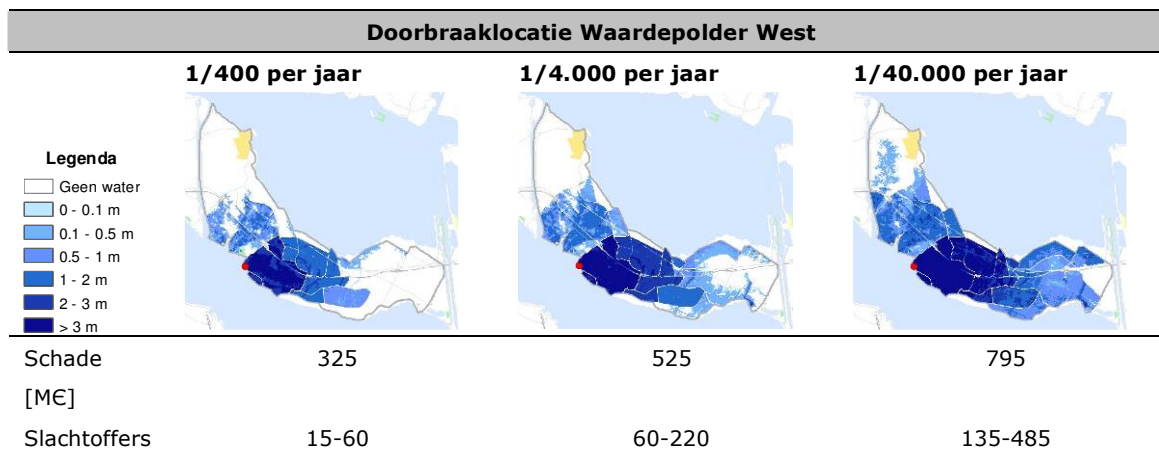 Doorbraaklocatie Waardepolder West
1/400 per jaar 1/4.000 per jaar 1/40.000 per jaar
Legenda
Geen water
0 - 0.1 m
0.1 - 0.5 m
0.5 - 1 m
1 - 2 m
2 - 3 m
> 3 m
Schade 325 525 795
[M€]
Slachtoffers 15-60 60-220 135-485